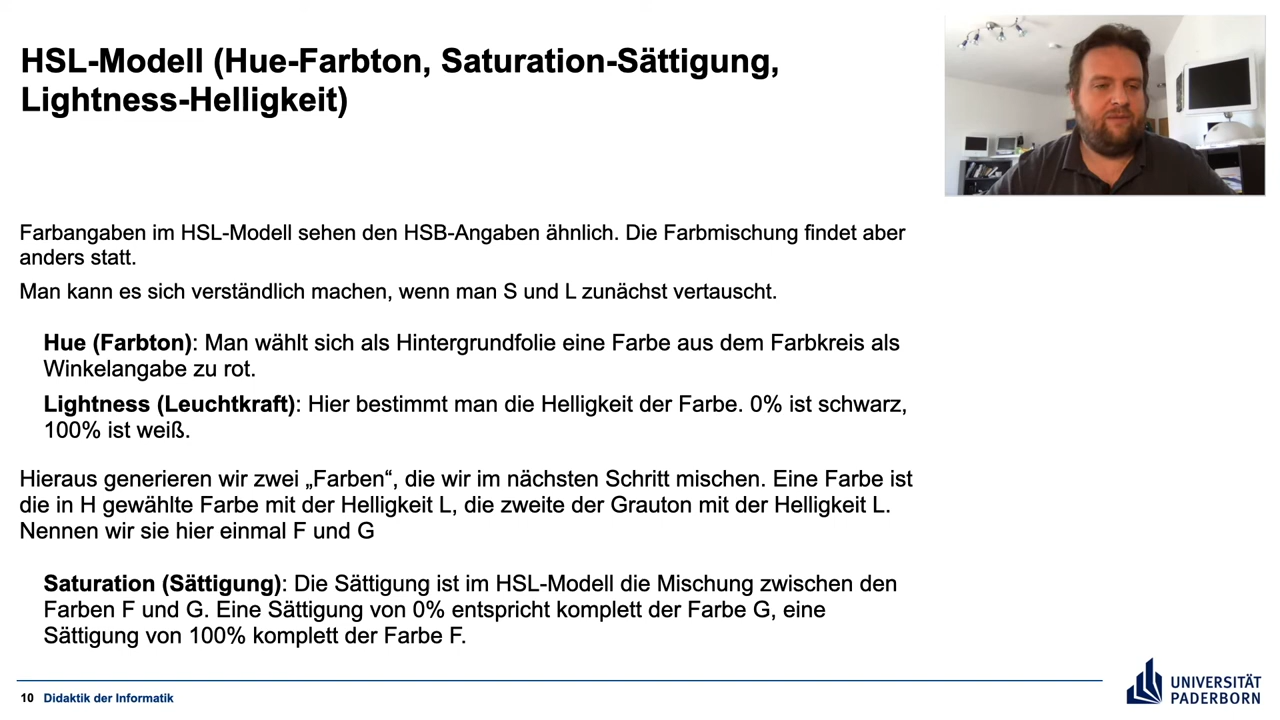 HSL-Modell (Hue-Farbton, Saturation-Sättigung,
Lightness-Helligkeit)
Farbangaben im HSL-Modell sehen den HSB-Angaben ähnlich. Die Farbmischung findet aber
anders statt.
Man kann es sich verständlich machen, wenn man S und L zunächst vertauscht.
Hue (Farbton): Man wählt sich als Hintergrundfolie eine Farbe aus dem Farbkreis als
Winkelangabe zu rot.
Lightness (Leuchtkraft): Hier bestimmt man die Helligkeit der Farbe. 0% ist schwarz,
100% ist weiß.
Hieraus generieren wir zwei „Farben“, die wir im nächsten Schritt mischen. Eine Farbe ist
die in H gewählte Farbe mit der Helligkeit L, die zweite der Grauton mit der Helligkeit L.
Nennen wir sie hier einmal F und G
Saturation (Sättigung): Die Sättigung ist im HSL-Modell die Mischung zwischen den
Farben F und G. Eine Sättigung von 0% entspricht komplett der Farbe G, eine
Sättigung von 100% komplett der Farbe F.
10 Didaktik der Informatik
UNIVERSITÄT
PADERBORN